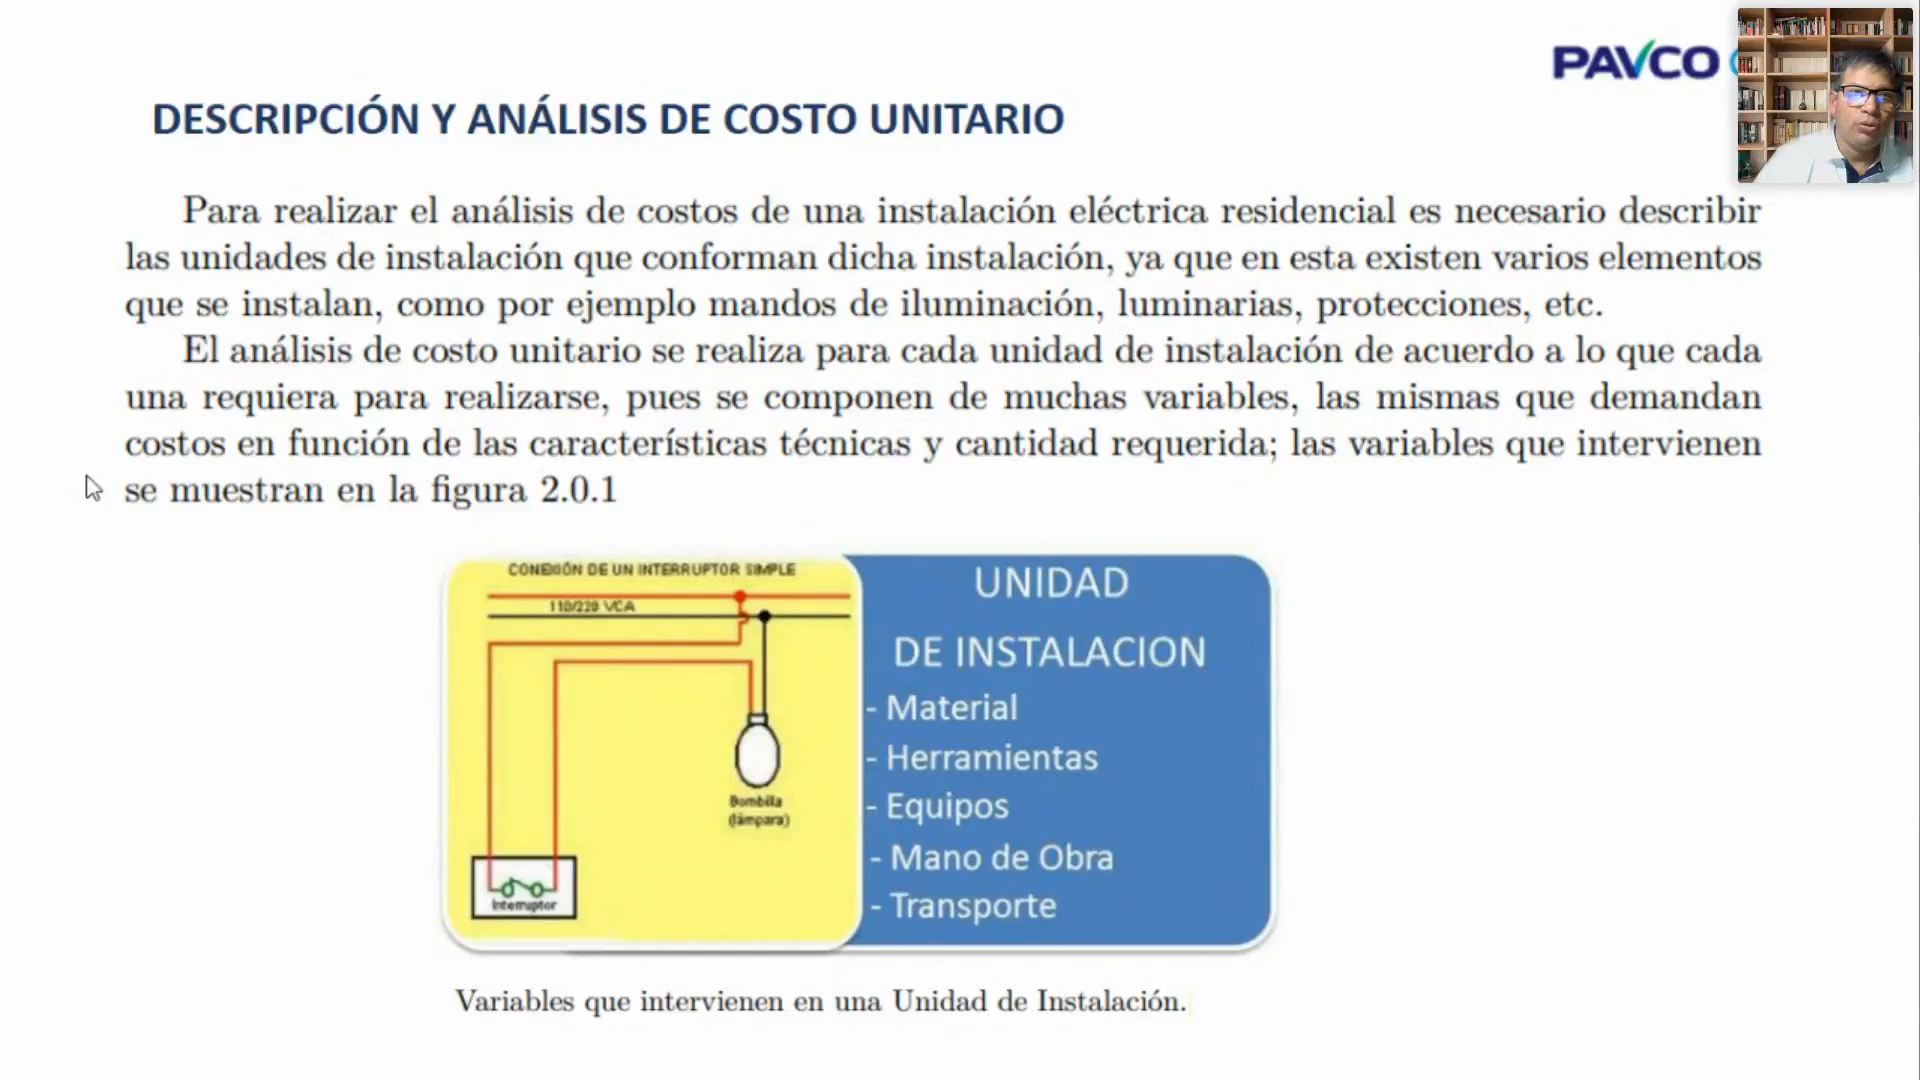 PAVCO
DESCRIPCIÓN Y ANÁLISIS DE COSTO UNITARIO
Para realizar el análisis de costos de una instalación eléctrica residencial es necesario describir
las unidades de instalación que conforman dicha instalación, ya que en esta existen varios elementos
que se instalan, como por ejemplo mandos de iluminación, luminarias, protecciones, etc.
El análisis de costo unitario se realiza para cada unidad de instalación de acuerdo a lo que cada
una requiera para realizarse, pues se componen de muchas variables, las mismas que demandan
costos en función de las características técnicas y cantidad requerida; las variables que intervienen
se muestran en la figura 2.0.1
CONEXIÓN DE UN INTERRUPTOR SIMPLE
110/220 VCA
Bombilla
(lámpara)
Interruptor
UNIDAD
DE INSTALACION
- Material
- Herramientas
- Equipos
- Mano de Obra
- Transporte
Variables que intervienen en una Unidad de Instalación.